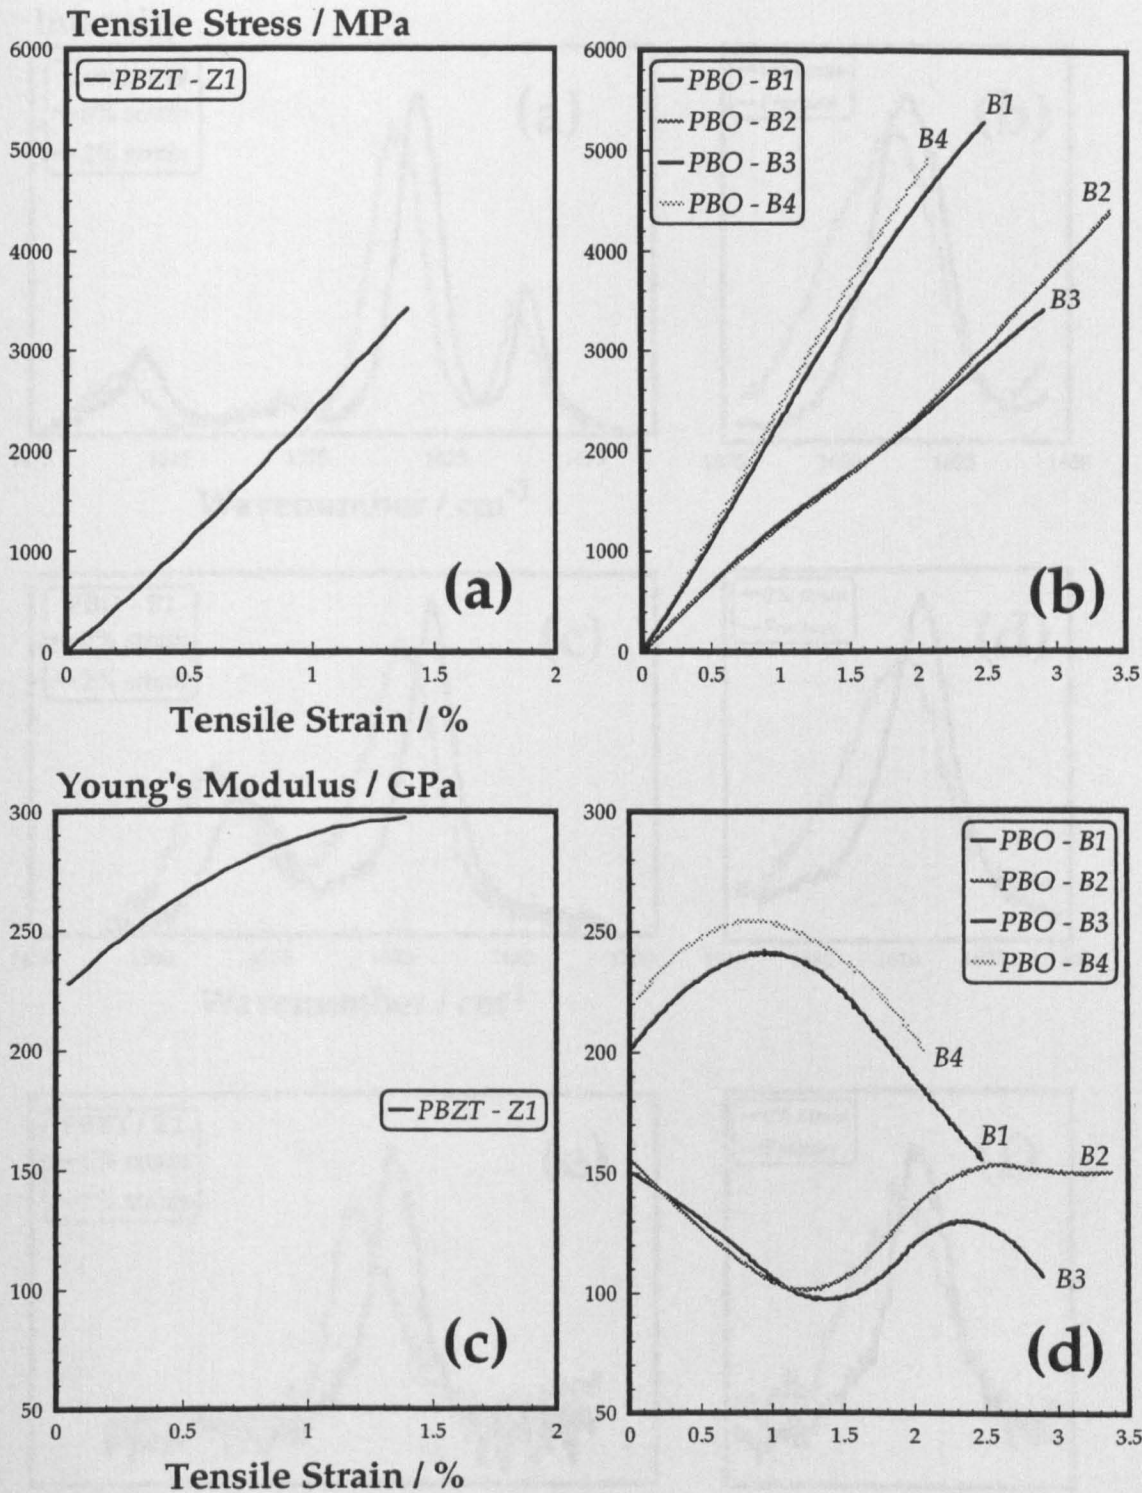 Tensile Stress / MPa
6000
5000
4000
3000
2000
1000
0
PBZT - Z1
(a)
0 0.5 1 1.5 2
Tensile Strain / %
6000
5000
4000
3000
2000
1000
0
PBO - B1
PBO - B2
PBO - B3
PBO - B4
B4
B1
B2
B3
(b)
0 0.5 1 1.5 2 2.5 3 3.5
Young's Modulus / GPa
300
250
200
150
100
50
PBZT - Z1
(c)
0 0.5 1 1.5 2
Tensile Strain / %
300
250
200
150
100
50
PBO - B1
PBO - B2
PBO - B3
PBO - B4
B4
B1
B2
B3
(d)
0 0.5 1 1.5 2 2.5 3 3.5